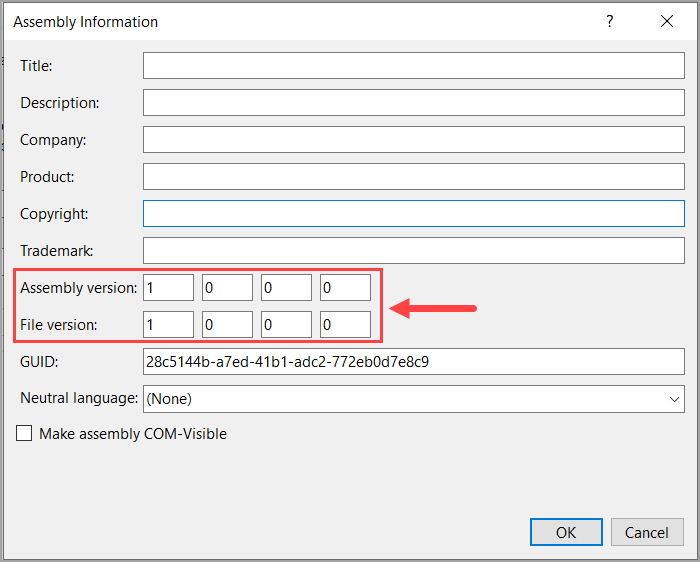 Assembly Information ?
Title:
Description:
Company:
Product:
Copyright:
Trademark:
Assembly version: 1 0 0 0
File version: 1 0 0 0
GUID: 28c5144b-a7ed-41b1-adc2-772eb0d7e8c9
Neutral language: (None)
Make assembly COM-Visible
OK Cancel